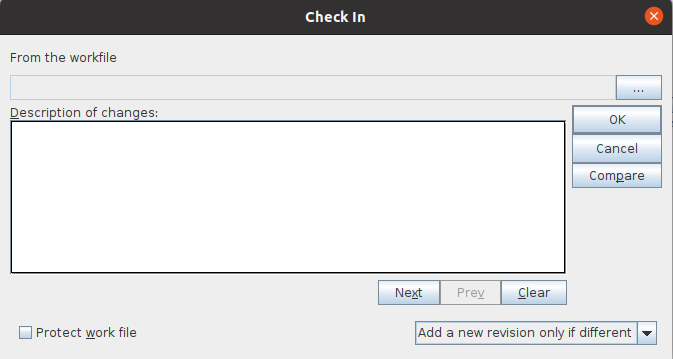 Check In
From the workfile
...
Description of changes:
OK
Cancel
Compare
Next Prev Clear
Protect work file
Add a new revision only if different